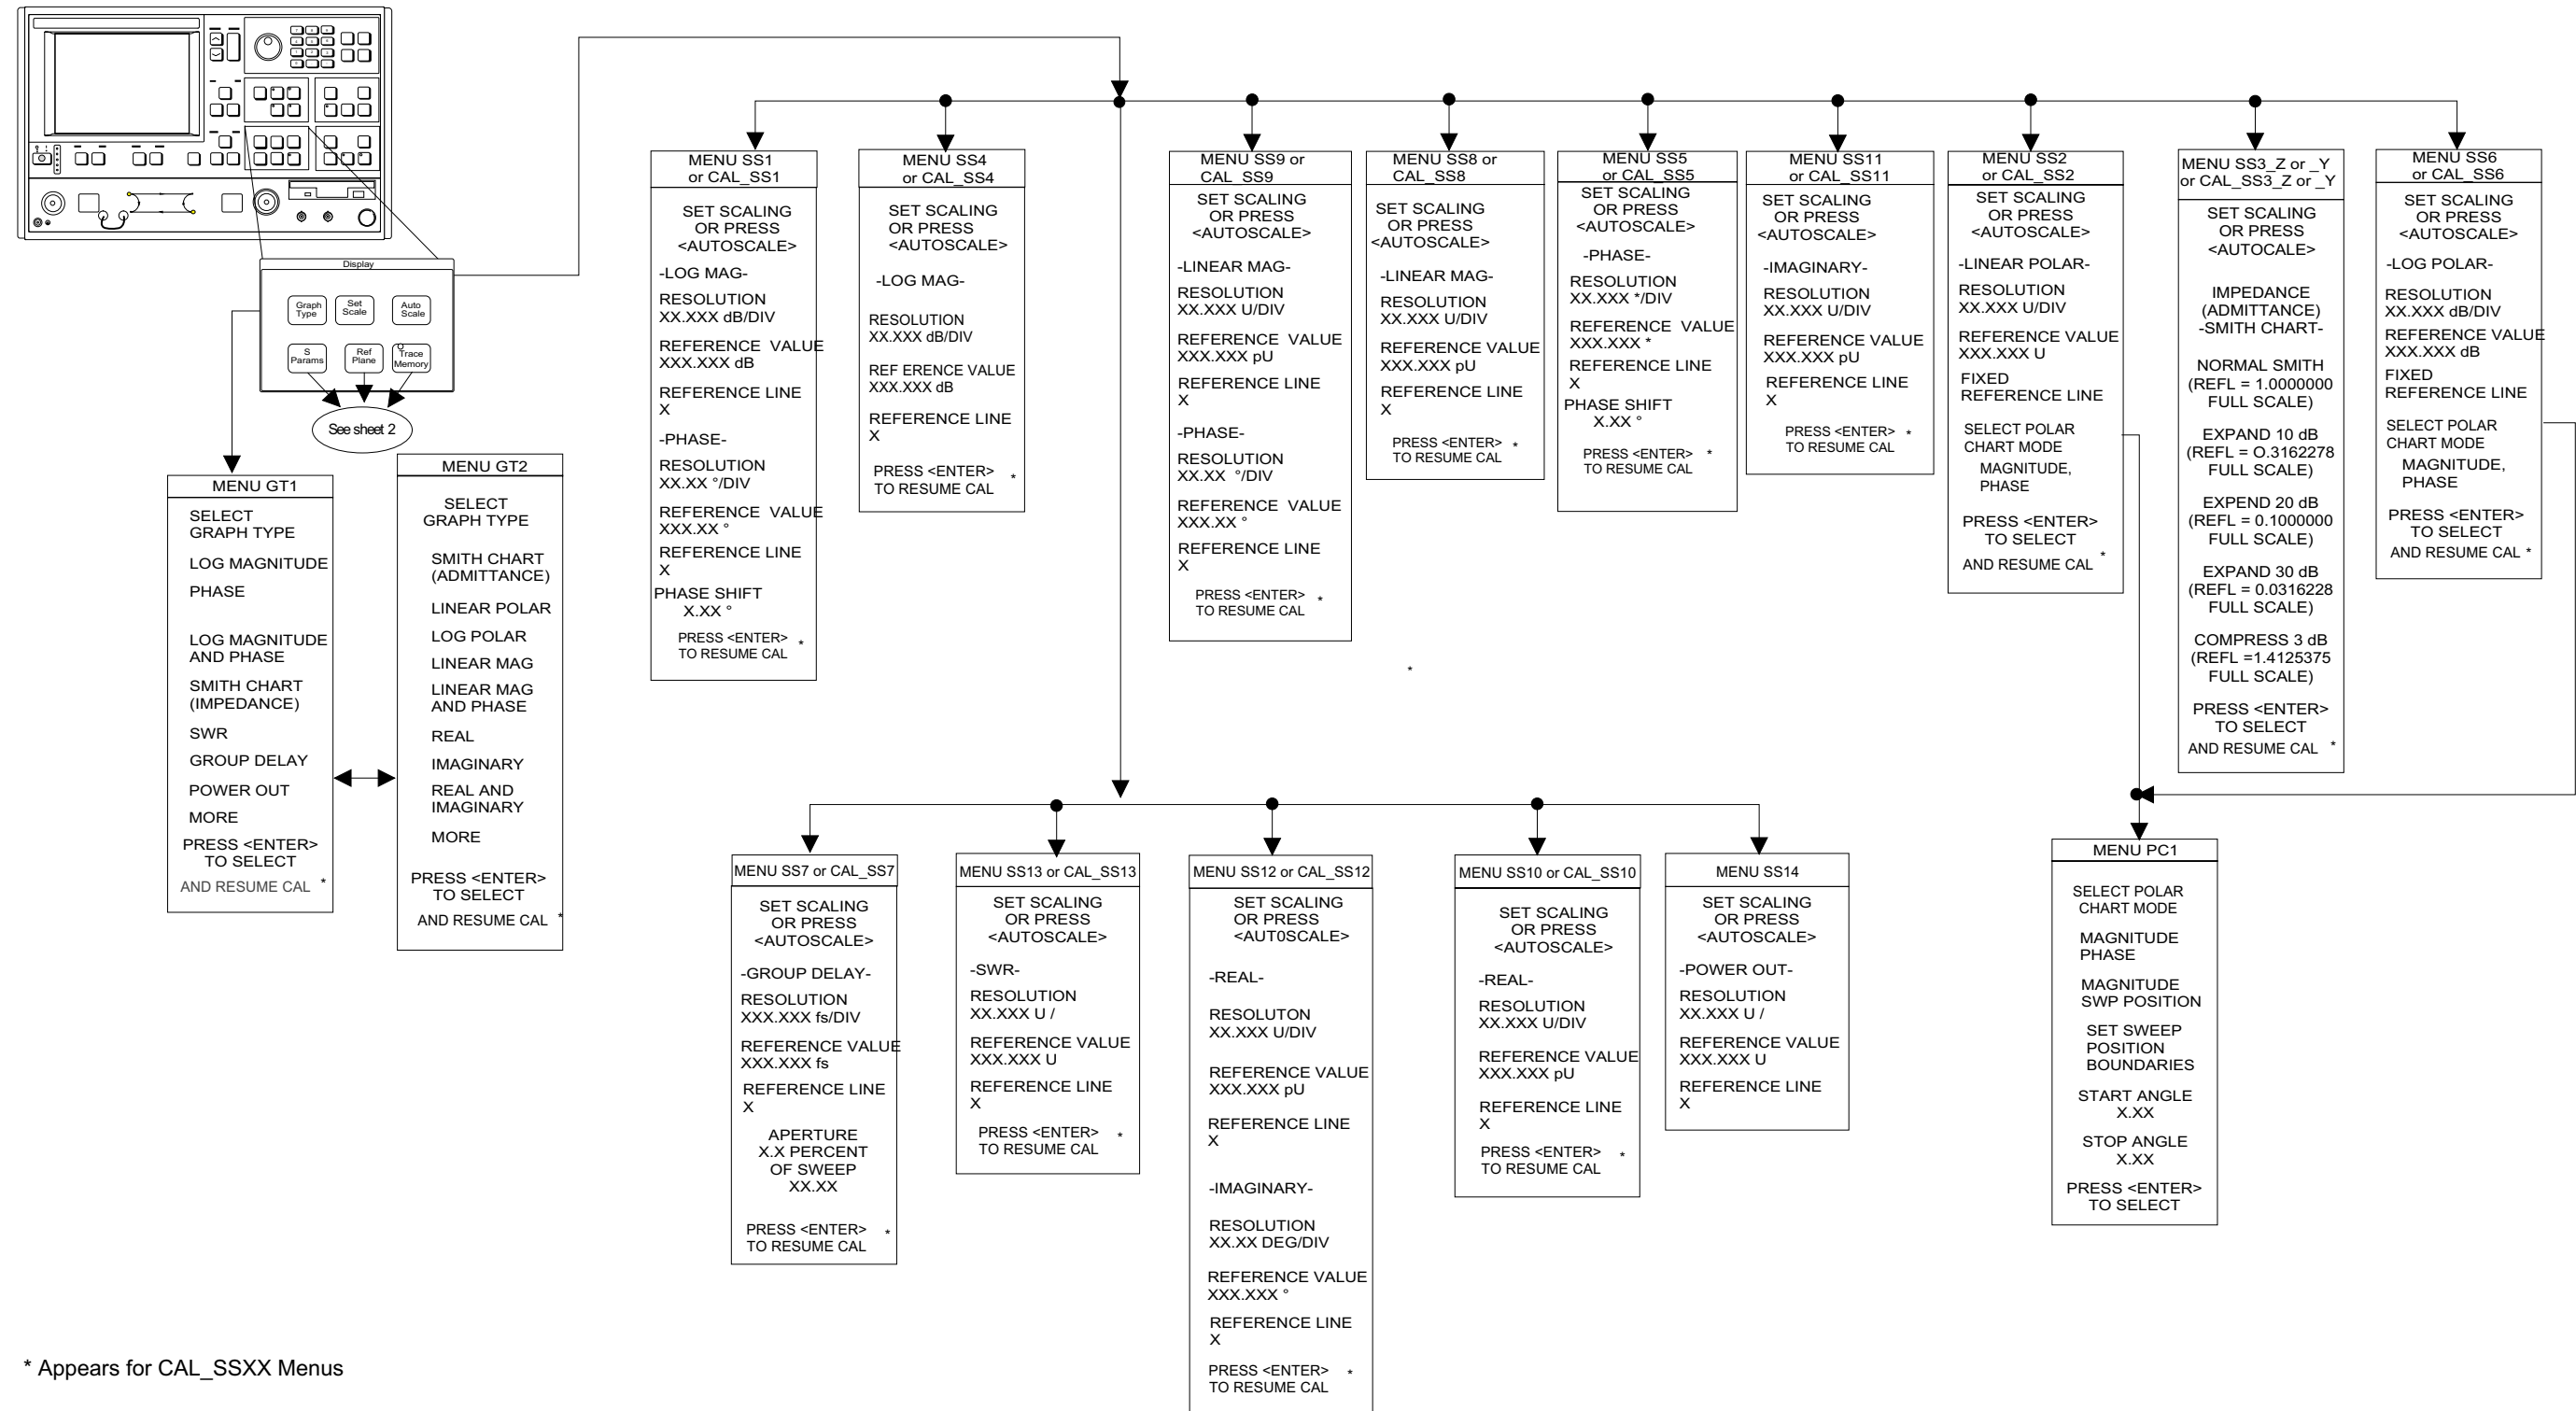 Display
Graph
Type
Set
Scale
Auto
Scale
S
Params
Ref
Plane
Trace
Memory
See sheet 2
MENU GT1
SELECT
GRAPH TYPE
LOG MAGNITUDE
PHASE
LOG MAGNITUDE
AND PHASE
SMITH CHART
(IMPEDANCE)
SWR
GROUP DELAY
POWER OUT
MORE
PRESS <ENTER>
TO SELECT
AND RESUME CAL *
MENU GT2
SELECT
GRAPH TYPE
SMITH CHART
(ADMITTANCE)
LINEAR POLAR
LOG POLAR
LINEAR MAG
LINEAR MAG
AND PHASE
REAL
IMAGINARY
REAL AND
IMAGINARY
MORE
PRESS <ENTER>
TO SELECT
AND RESUME CAL *
MENU SS1
or CAL_SS1
SET SCALING
OR PRESS
<AUTOSCALE>
-LOG MAG-
RESOLUTION
XX.XXX dB/DIV
REFERENCE VALUE
XXX.XXX dB
REFERENCE LINE
X
-PHASE-
RESOLUTION
XX.XX °/DIV
REFERENCE VALUE
XXX.XX °
REFERENCE LINE
X
PHASE SHIFT
X.XX °
PRESS <ENTER> *
TO RESUME CAL
MENU SS4
or CAL_SS4
SET SCALING
OR PRESS
<AUTOSCALE>
-LOG MAG-
RESOLUTION
XX.XXX dB/DIV
REF ERENCE VALUE
XXX.XXX dB
REFERENCE LINE
X
PRESS <ENTER> *
TO RESUME CAL
MENU SS9 or
CAL_SS9
SET SCALING
OR PRESS
<AUTOSCALE>
-LINEAR MAG-
RESOLUTION
XX.XXX U/DIV
REFERENCE VALUE
XXX.XXX pU
REFERENCE LINE
X
-PHASE-
RESOLUTION
XX.XX °/DIV
REFERENCE VALUE
XXX.XX °
REFERENCE LINE
X
PRESS <ENTER> *
TO RESUME CAL
MENU SS8 or
CAL_SS8
SET SCALING
OR PRESS
<AUTOSCALE>
-LINEAR MAG-
RESOLUTION
XX.XXX U/DIV
REFERENCE VALUE
XXX.XXX pU
REFERENCE LINE
X
PRESS <ENTER> *
TO RESUME CAL
*
MENU SS5
or CAL_SS5
SET SCALING
OR PRESS
<AUTOSCALE>
-PHASE-
RESOLUTION
XX.XXX */DIV
REFERENCE VALUE
XXX.XXX *
REFERENCE LINE
X
PHASE SHIFT
X.XX °
PRESS <ENTER> *
TO RESUME CAL
MENU SS11
or CAL_SS11
SET SCALING
OR PRESS
<AUTOSCALE>
-IMAGINARY-
RESOLUTION
XX.XXX U/DIV
REFERENCE VALUE
XXX.XXX pU
REFERENCE LINE
X
PRESS <ENTER> *
TO RESUME CAL
MENU SS2
or CAL_SS2
SET SCALING
OR PRESS
<AUTOSCALE>
-LINEAR POLAR-
RESOLUTION
XX.XXX U/DIV
REFERENCE VALUE
XXX.XXX U
FIXED
REFERENCE LINE
SELECT POLAR
CHART MODE
MAGNITUDE,
PHASE
PRESS <ENTER>
TO SELECT
AND RESUME CAL *
MENU SS3_Z or _Y
or CAL_SS3_Z or _Y
SET SCALING
OR PRESS
<AUTOCALE>
IMPEDANCE
(ADMITTANCE)
-SMITH CHART-
NORMAL SMITH
(REFL = 1.0000000
FULL SCALE)
EXPAND 10 dB
(REFL = O.3162278
FULL SCALE)
EXPEND 20 dB
(REFL = 0.1000000
FULL SCALE)
EXPAND 30 dB
(REFL = 0.0316228
FULL SCALE)
COMPRESS 3 dB
(REFL =1.4125375
FULL SCALE)
PRESS <ENTER>
TO SELECT
AND RESUME CAL *
MENU SS6
or CAL_SS6
SET SCALING
OR PRESS
<AUTOSCALE>
-LOG POLAR-
RESOLUTION
XX.XXX dB/DIV
REFERENCE VALUE
XXX.XXX dB
FIXED
REFERENCE LINE
SELECT POLAR
CHART MODE
MAGNITUDE,
PHASE
PRESS <ENTER>
TO SELECT
AND RESUME CAL *
MENU SS7 or CAL_SS7
SET SCALING
OR PRESS
<AUTOSCALE>
-GROUP DELAY-
RESOLUTION
XXX.XXX fs/DIV
REFERENCE VALUE
XXX.XXX fs
REFERENCE LINE
X
APERTURE
X.X PERCENT
OF SWEEP
XX.XX
PRESS <ENTER> *
TO RESUME CAL
MENU SS13 or CAL_SS13
SET SCALING
OR PRESS
<AUTOSCALE>
-SWR-
RESOLUTION
XX.XXX U /
REFERENCE VALUE
XXX.XXX U
REFERENCE LINE
X
PRESS <ENTER> *
TO RESUME CAL
MENU SS12 or CAL_SS12
SET SCALING
OR PRESS
<AUT0SCALE>
-REAL-
RESOLUTON
XX.XXX U/DIV
REFERENCE VALUE
XXX.XXX pU
REFERENCE LINE
X
-IMAGINARY-
RESOLUTION
XX.XX DEG/DIV
REFERENCE VALUE
XXX.XXX °
REFERENCE LINE
X
PRESS <ENTER> *
TO RESUME CAL
MENU SS10 or CAL_SS10
SET SCALING
OR PRESS
<AUTOSCALE>
-REAL-
RESOLUTION
XX.XXX U/DIV
REFERENCE VALUE
XXX.XXX pU
REFERENCE LINE
X
PRESS <ENTER> *
TO RESUME CAL
MENU SS14
SET SCALING
OR PRESS
<AUTOSCALE>
-POWER OUT-
RESOLUTION
XX.XXX U /
REFERENCE VALUE
XXX.XXX U
REFERENCE LINE
X
MENU PC1
SELECT POLAR
CHART MODE
MAGNITUDE
PHASE
MAGNITUDE
SWP POSITION
SET SWEEP
POSITION
BOUNDARIES
START ANGLE
X.XX
STOP ANGLE
X.XX
PRESS <ENTER>
TO SELECT
* Appears for CAL_SSXX Menus